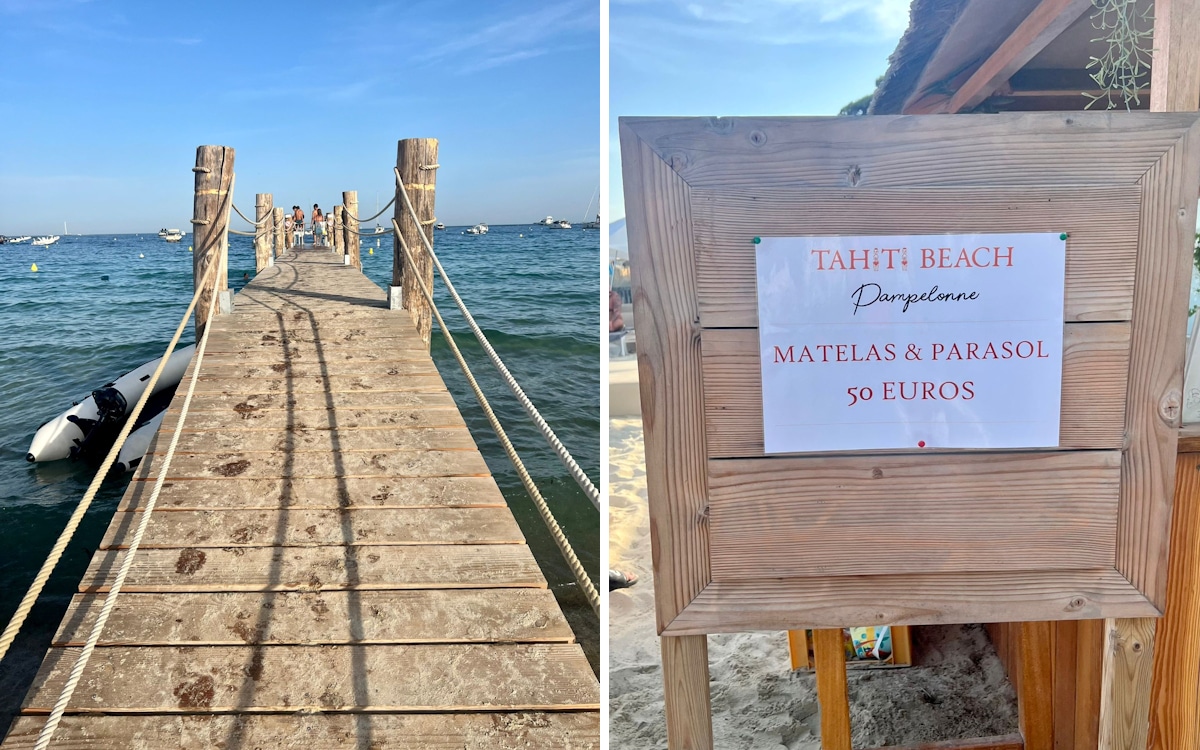 TAHITI BEACH
Pampelonne
MATELAS & PARASOL
50 EUROS